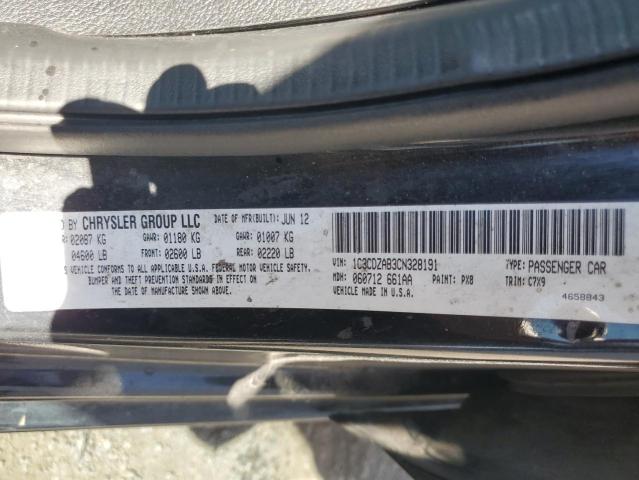 D BY CHRYSLER GROUP LLC DATE OF MFR(BUILT): JUN 12
R: 02087 KG GAWR: 01180 KG GAWR: 01007 KG
04600 LB FRONT: 02600 LB REAR: 02220 LB
S VEHICLE CONFORMS TO ALL APPLICABLE U.S.A. FEDERAL MOTOR VEHICLE SAFETY,
BUMPER AND THEFT PREVENTION STANDARDS IN EFFECT ON
THE DATE OF MANUFACTURE SHOWN ABOVE.
VIN: 1C3CDZAB3CN328191 TYPE: PASSENGER CAR
MDH: 060712 661AA PAINT: PX8 TRIM: C7X9
VEHICLE MADE IN U.S.A. 4658843